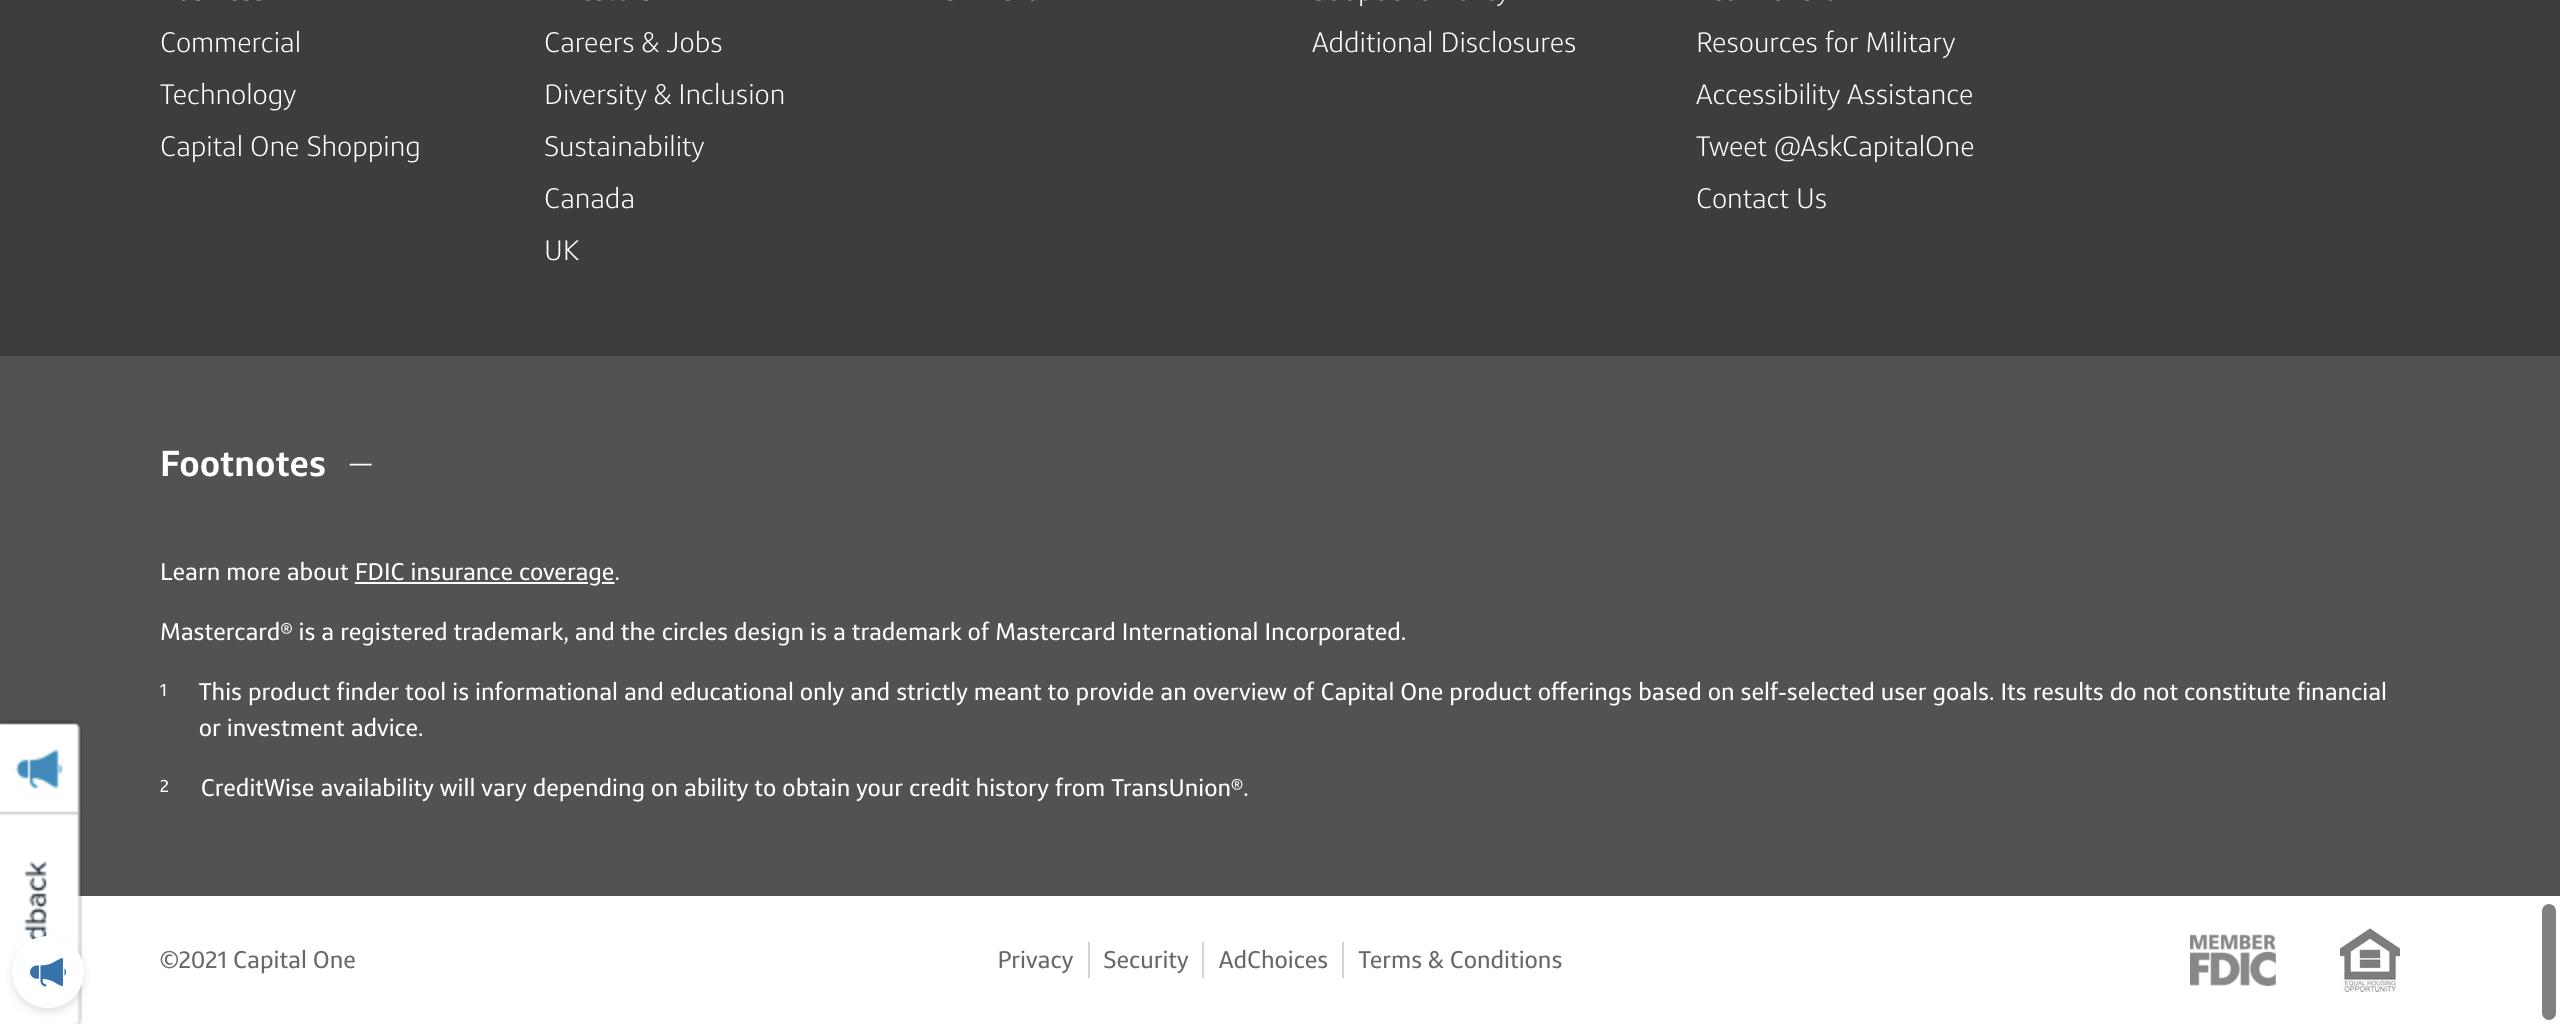 Commercial
Technology
Capital One Shopping
Careers & Jobs
Diversity & Inclusion
Sustainability
Canada
UK
Additional Disclosures
Resources for Military
Accessibility Assistance
Tweet @AskCapitalOne
Contact Us
Footnotes —
Learn more about FDIC insurance coverage.
Mastercard® is a registered trademark, and the circles design is a trademark of Mastercard International Incorporated.
1 This product finder tool is informational and educational only and strictly meant to provide an overview of Capital One product offerings based on self-selected user goals. Its results do not constitute financial
or investment advice.
2 CreditWise availability will vary depending on ability to obtain your credit history from TransUnion®.
dback
©2021 Capital One
Privacy
Security
AdChoices
Terms & Conditions
MEMBER
FDIC
EQUAL HOUSING
OPPORTUNITY